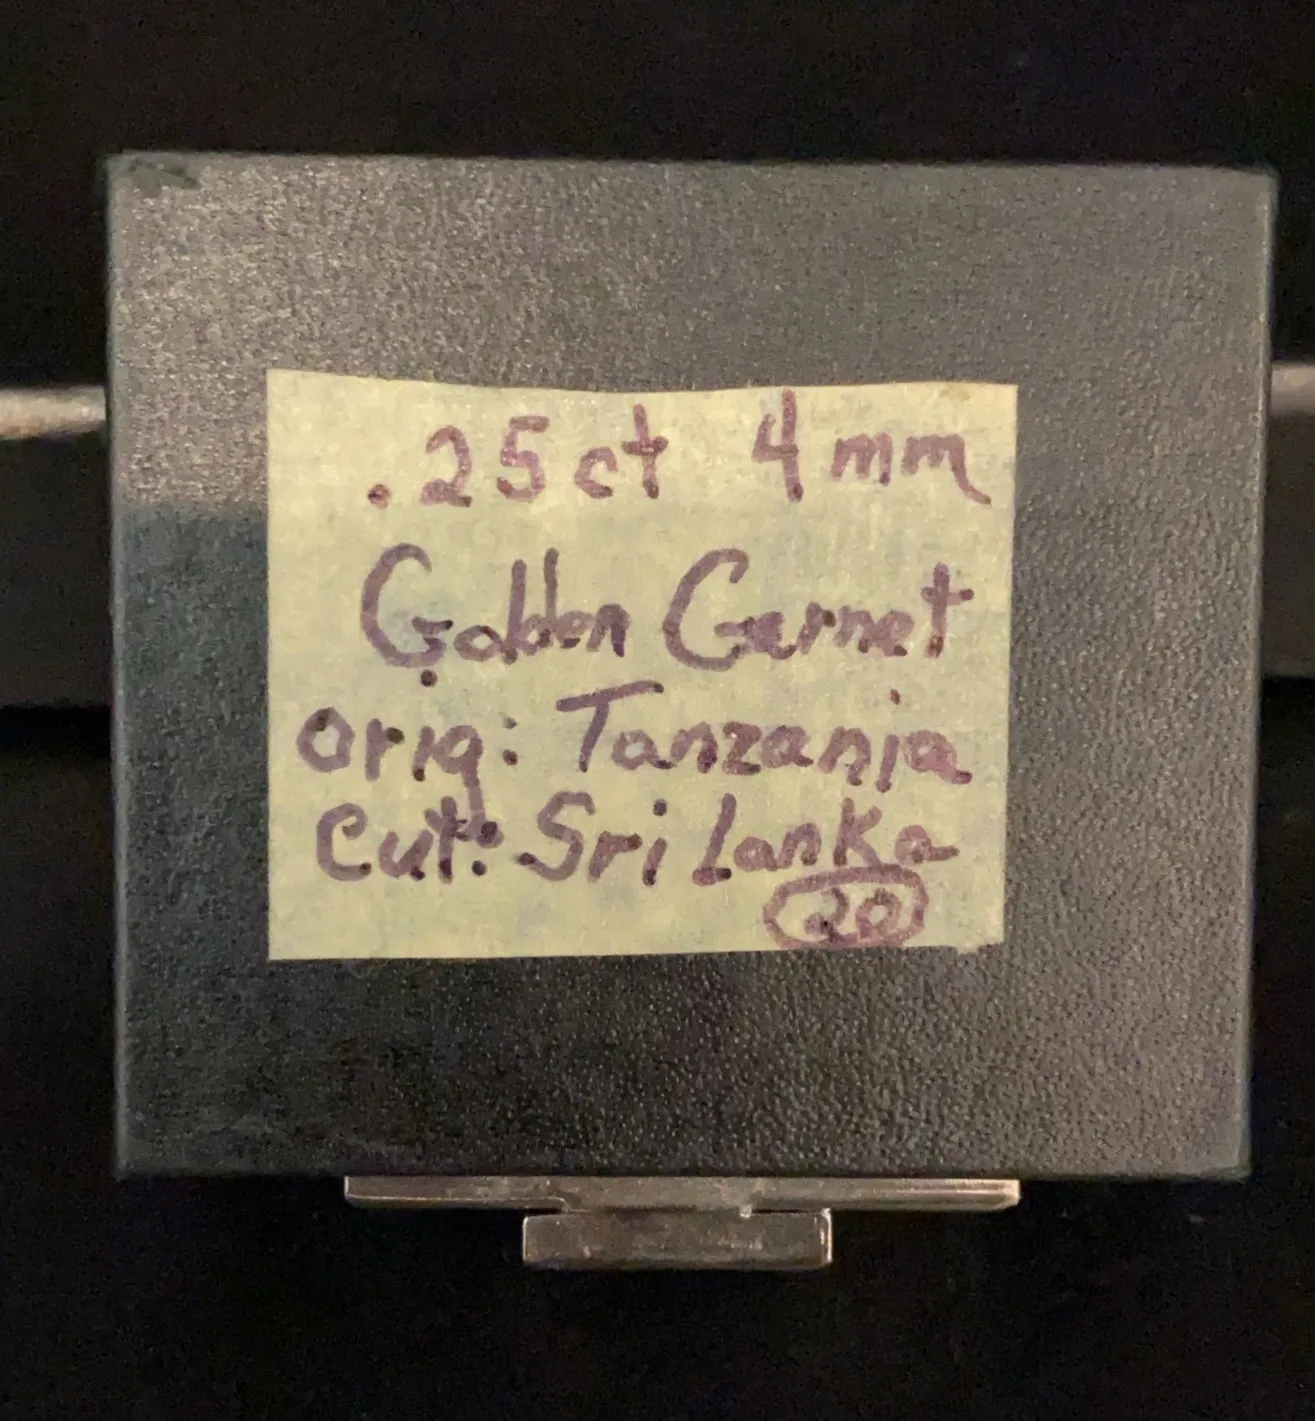 .25ct 4mm
Golden Garnet
orig: Tanzania
Cut: Sri Lanka
20